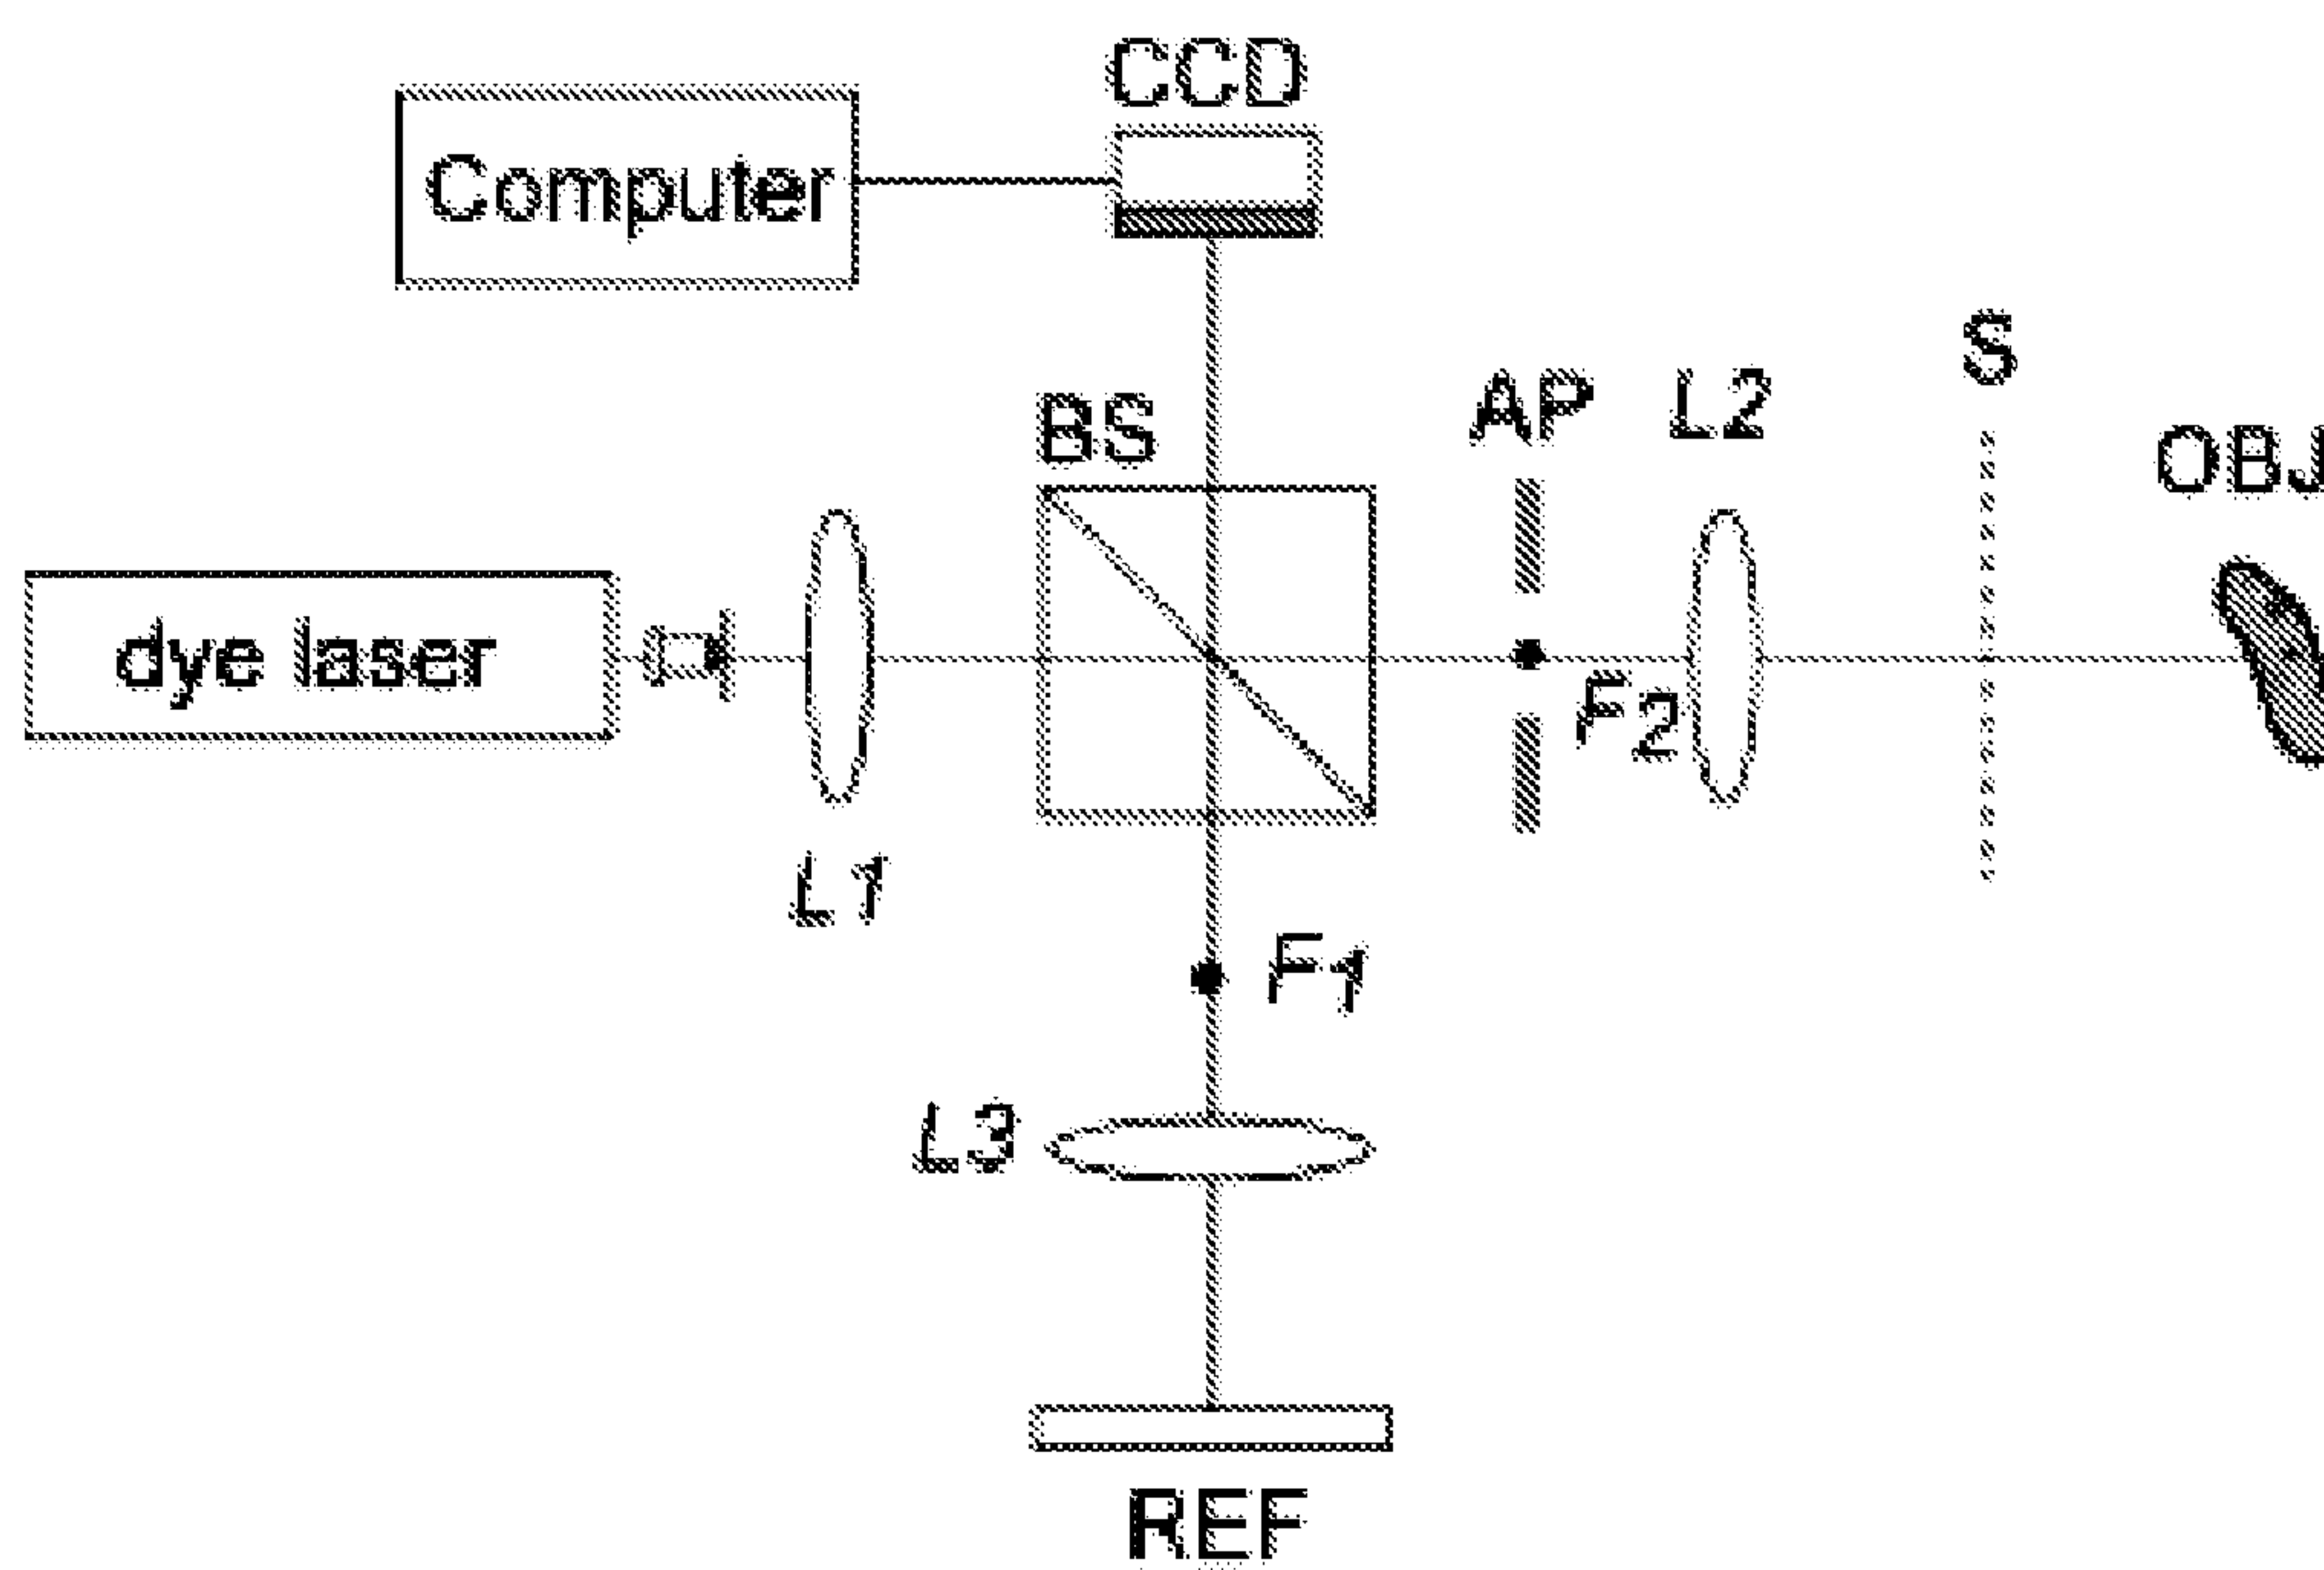 CCD
Computer
S
AP
L2
BS
OBJ
dye laser
F2
L1
F1
L3
REF